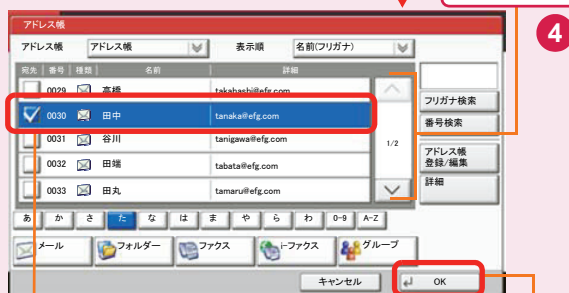 アドレス帳
4
アドレス帳 アドレス帳 表示順 名前(フリガナ)
宛先 番号 種類 名前 詳細
0029 高橋 takahashi@efg.com
フリガナ検索
0030 田中 tanaka@efg.com
番号検索
0031 谷川 tanigawa@efg.com
1/2
アドレス帳
登録/編集
0032 田端 tabata@efg.com
詳細
0033 田丸 tamaru@efg.com
あ か さ た な は ま や ら わ 0-9 A-Z
メール フォルダー ファクス i-ファクス グループ
キャンセル OK